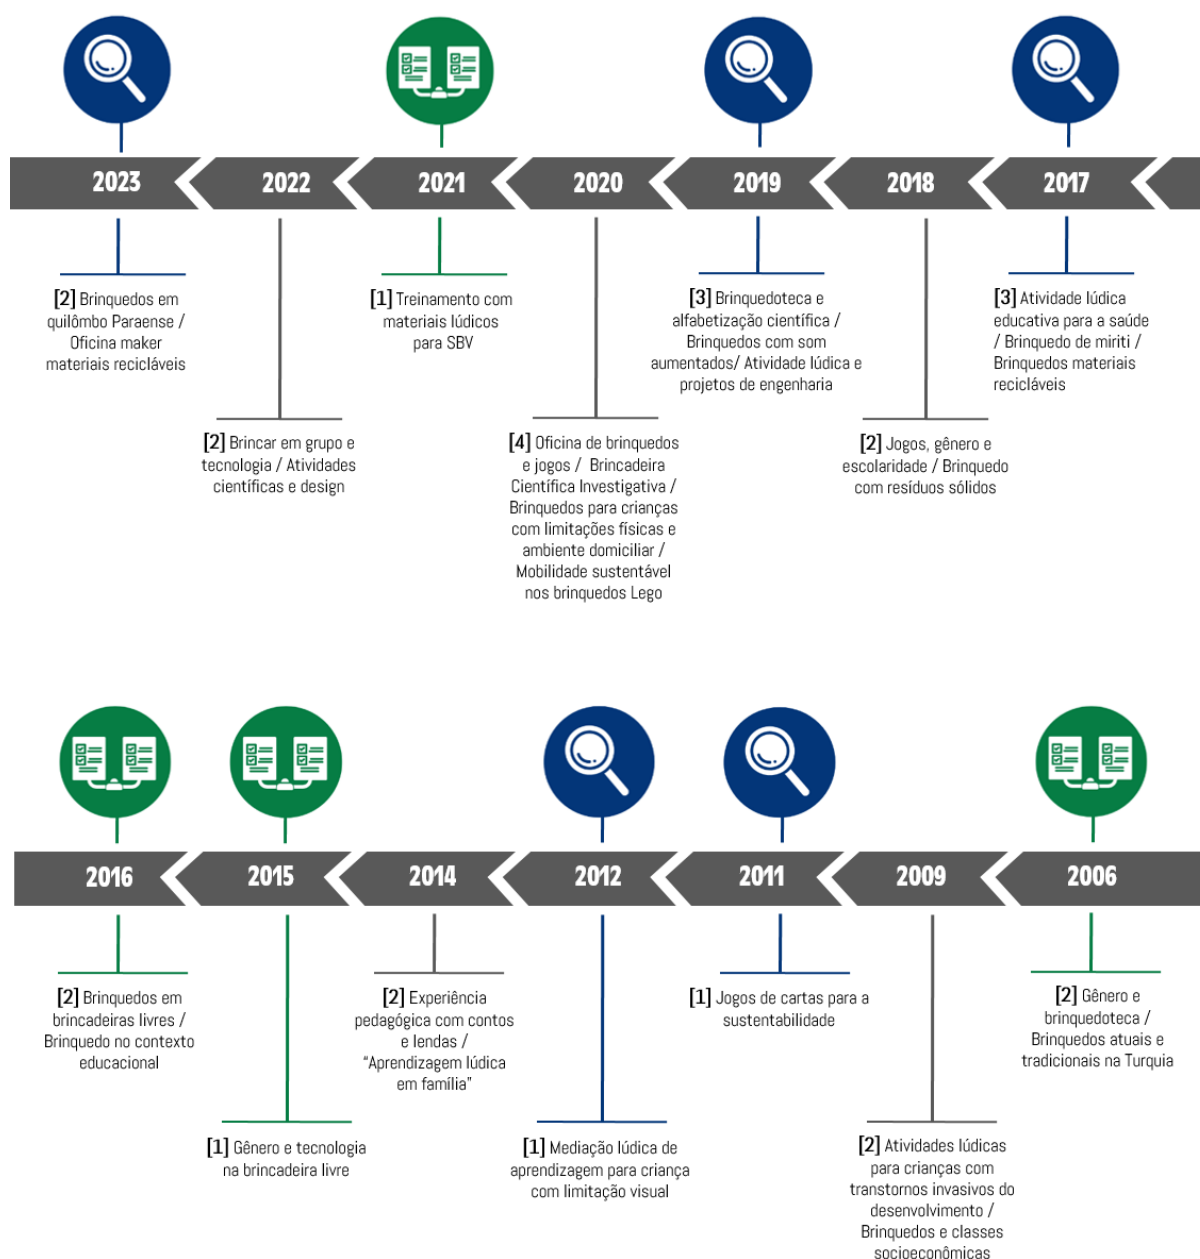 2023
2022
2021
2020
2019
2018
2017
[2] Brinquedos em
quilômbo Paraense /
Oficina maker
materiais recicláveis
[2] Brincar em grupo e
tecnologia / Atividades
científicas e design
[1] Treinamento com
materiais lúdicos
para SBV
[4] Oficina de brinquedos
e jogos / Brincadeira
Científica Investigativa /
Brinquedos para crianças
com limitações físicas e
ambiente domiciliar /
Mobilidade sustentável
nos brinquedos Lego
[3] Brinquedoteca e
alfabetização científica /
Brinquedos com som
aumentados/ Atividade lúdica e
projetos de engenharia
[2] Jogos, gênero e
escolaridade / Brinquedo
com resíduos sólidos
[3] Atividade lúdica
educativa para a saúde
/ Brinquedo de miriti /
Brinquedos materiais
recicláveis
2016
2015
2014
2012
2011
2009
2006
[2] Brinquedos em
brincadeiras livres /
Brinquedo no contexto
educacional
[1] Gênero e tecnologia
na brincadeira livre
[2] Experiência
pedagógica com contos
e lendas /
“Aprendizagem lúdica
em família”
[1] Mediação lúdica de
aprendizagem para criança
com limitação visual
[1] Jogos de cartas para a
sustentabilidade
[2] Atividades lúdicas
para crianças com
transtornos invasivos do
desenvolvimento /
Brinquedos e classes
socioeconômicas
[2] Gênero e
brinquedoteca /
Brinquedos atuais e
tradicionais na Turquia